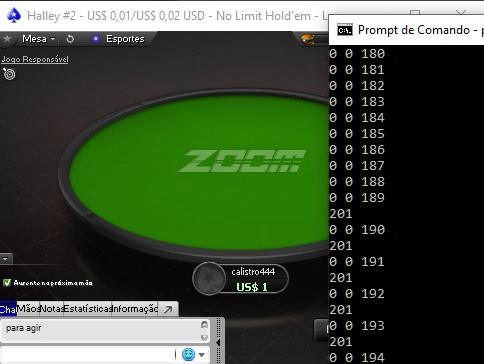 Halley #2 - US$ 0,01/US$ 0,02 USD - No Limit Hold'em - L
Mesa
Esportes
Jogo Responsável
ZOOM
calistro444
US$ 1
Aumente na próxima mão
Cha Mãos Notas Estatísticas Informação
para agir
C:\. Prompt de Comando - p
0 0 180
0 0 181
0 0 182
0 0 183
0 0 184
0 0 185
0 0 186
0 0 187
0 0 188
0 0 189
201
0 0 190
201
0 0 191
201
0 0 192
201
0 0 193
201
0 0 194